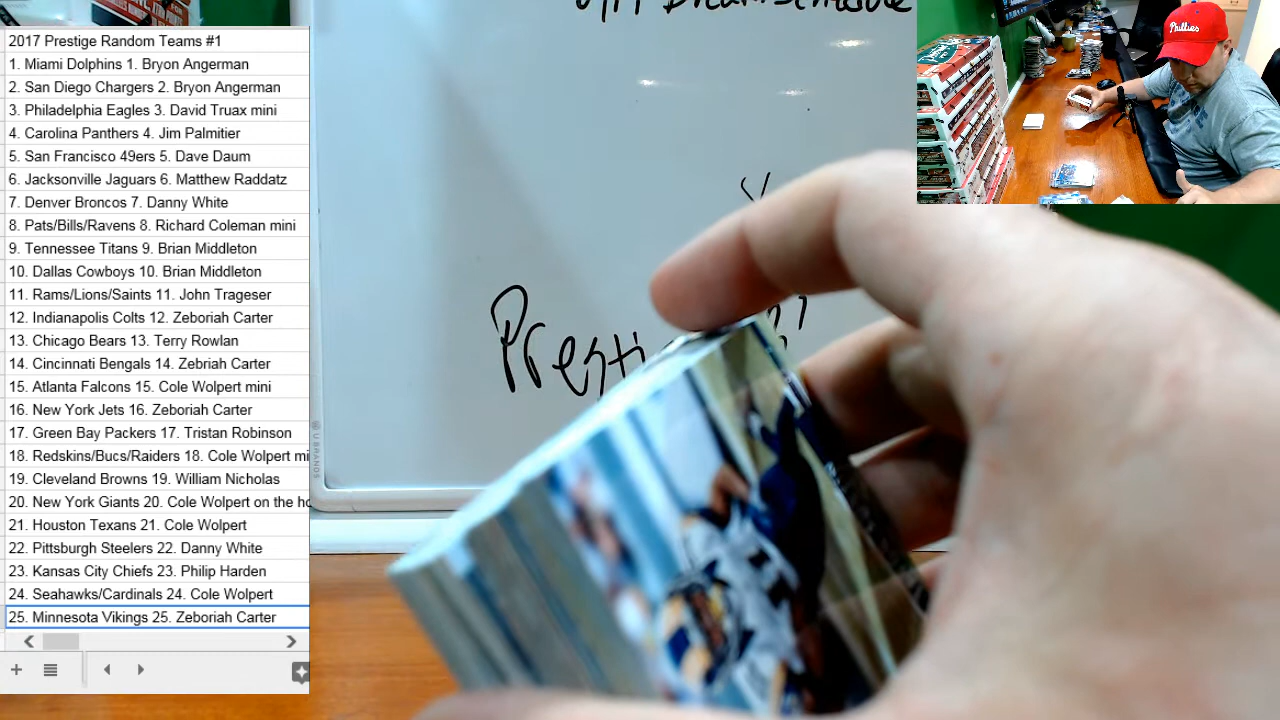 2017 Prestige Random Teams #1
1. Miami Dolphins 1. Bryon Angerman
2. San Diego Chargers 2. Bryon Angerman
3. Philadelphia Eagles 3. David Truax mini
4. Carolina Panthers 4. Jim Palmitier
5. San Francisco 49ers 5. Dave Daum
6. Jacksonville Jaguars 6. Matthew Raddatz
7. Denver Broncos 7. Danny White
8. Pats/Bills/Ravens 8. Richard Coleman mini
9. Tennessee Titans 9. Brian Middleton
10. Dallas Cowboys 10. Brian Middleton
11. Rams/Lions/Saints 11. John Trageser
12. Indianapolis Colts 12. Zeboriah Carter
13. Chicago Bears 13. Terry Rowlan
14. Cincinnati Bengals 14. Zebriah Carter
15. Atlanta Falcons 15. Cole Wolpert mini
16. New York Jets 16. Zeboriah Carter
17. Green Bay Packers 17. Tristan Robinson
18. Redskins/Bucs/Raiders 18. Cole Wolpert mi
19. Cleveland Browns 19. William Nicholas
20. New York Giants 20. Cole Wolpert on the ho
21. Houston Texans 21. Cole Wolpert
22. Pittsburgh Steelers 22. Danny White
23. Kansas City Chiefs 23. Philip Harden
24. Seahawks/Cardinals 24. Cole Wolpert
25. Minnesota Vikings 25. Zeboriah Carter
Presti
U BRANDS
Phillies